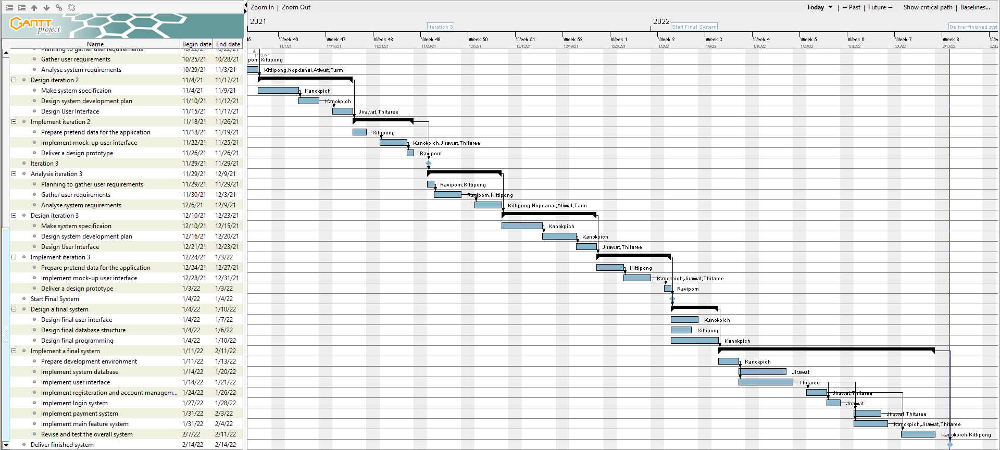 Zoom In | Zoom Out
Today | ← Past | Future → | Show critical path | Baselines...
GANTT project
2021
2022
Iteration 3
Start Final System
Deliver finished syst
Name Begin date End date
45 Week 46 Week 47 Week 48 Week 49 Week 50 Week 51 Week 52 Week 1 Week 2 Week 3 Week 4 Week 5 Week 6 Week 7 Week 8 We
11/7/21 11/14/21 11/21/21 11/28/21 12/5/21 12/12/21 12/19/21 12/26/21 1/2/22 1/9/22 1/16/22 1/23/22 1/30/22 2/6/22 2/13/22 2/20
11/3/21
Planning to gather user requirements 10/22/21 10/22/21
Gather user requirements 10/25/21 10/28/21 porn,Kittipong
Analyse system requirements 10/29/21 11/3/21 Kittipong,Nopdanai,Atiwat,Tarm
Design iteration 2 11/4/21 11/17/21
Make system specificaion 11/4/21 11/9/21 Kanokpich
Design system development plan 11/10/21 11/12/21 Kanokpich
Design User Interface 11/15/21 11/17/21 Jirawat,Thitaree
Implement iteration 2 11/18/21 11/26/21
Prepare pretend data for the application 11/18/21 11/19/21 Kittipong
Implement mock-up user interface 11/22/21 11/25/21 Kanokpich,Jirawat,Thitaree
Deliver a design prototype 11/26/21 11/26/21 Raviporn
Iteration 3 11/29/21 11/29/21
Analysis iteration 3 11/29/21 12/9/21
Planning to gather user requirements 11/29/21 11/29/21 Raviporn,Kittipong
Gather user requirements 11/30/21 12/3/21 Raviporn,Kittipong
Analyse system requirements 12/6/21 12/9/21 Kittipong,Nopdanai,Atiwat,Tarm
Design iteration 3 12/10/21 12/23/21
Make system specificaion 12/10/21 12/15/21 Kanokpich
Design system development plan 12/16/21 12/20/21 Kanokpich
Design User Interface 12/21/21 12/23/21 Jirawat,Thitaree
Implement iteration 3 12/24/21 1/3/22
Prepare pretend data for the application 12/24/21 12/27/21 Kittipong
Implement mock-up user interface 12/28/21 12/31/21 Kanokpich,Jirawat,Thitaree
Deliver a design prototype 1/3/22 1/3/22 Raviporn
Start Final System 1/4/22 1/4/22
Design a final system 1/4/22 1/10/22
Design final user interface 1/4/22 1/7/22 Kanokpich
Design final database structure 1/4/22 1/6/22 Kittipong
Design final programming 1/4/22 1/10/22 Kanokpich
Implement a final system 1/11/22 2/11/22
Prepare development environment 1/11/22 1/13/22 Kanokpich
Implement system database 1/14/22 1/20/22 Jirawat
Implement user interface 1/14/22 1/21/22 Thitaree
Implement registeration and account managem... 1/24/22 1/26/22 Jirawat,Thitaree
Implement login system 1/27/22 1/28/22 Jirawat
Implement payment system 1/31/22 2/3/22 Jirawat,Thitaree
Implement main feature system 1/31/22 2/4/22 Kanokpich,Jirawat,Thitaree
Revise and test the overall system 2/7/22 2/11/22 Kanokpich,Kittipong
Deliver finished system 2/14/22 2/14/22